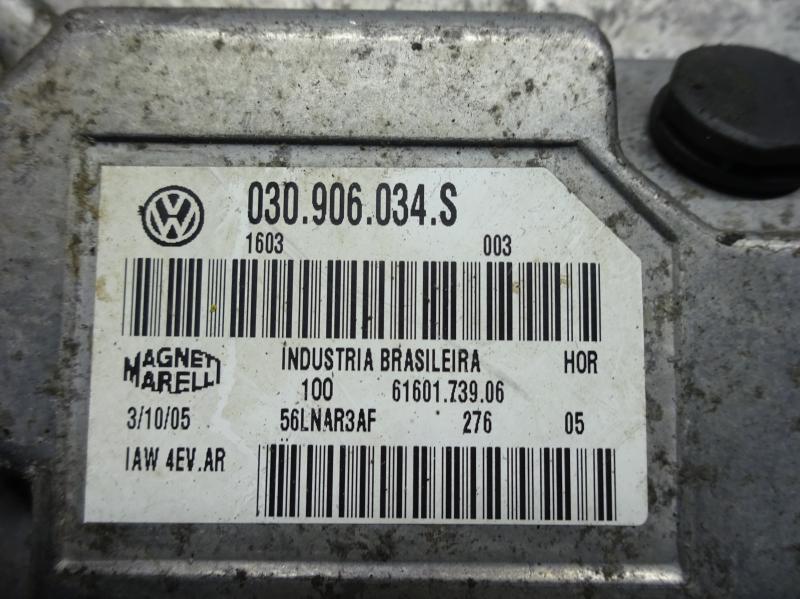 030.906.034.S
1603 003
INDUSTRIA BRASILEIRA HOR
MAGNETI MARELLI
100 61601.739.06
3/10/05 56LNAR3AF 276 05
IAW 4EV.AR